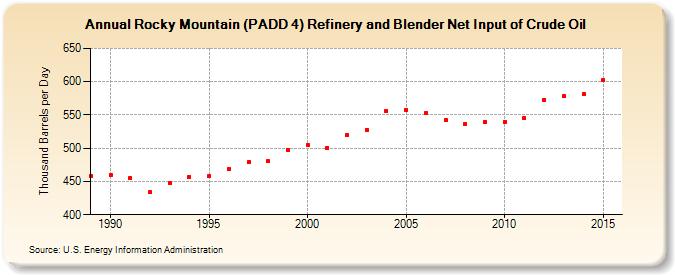 Annual Rocky Mountain (PADD 4) Refinery and Blender Net Input of Crude Oil
Thousand Barrels per Day
650
600
550
500
450
400
1990 1995 2000 2005 2010 2015
Source: U.S. Energy Information Administration